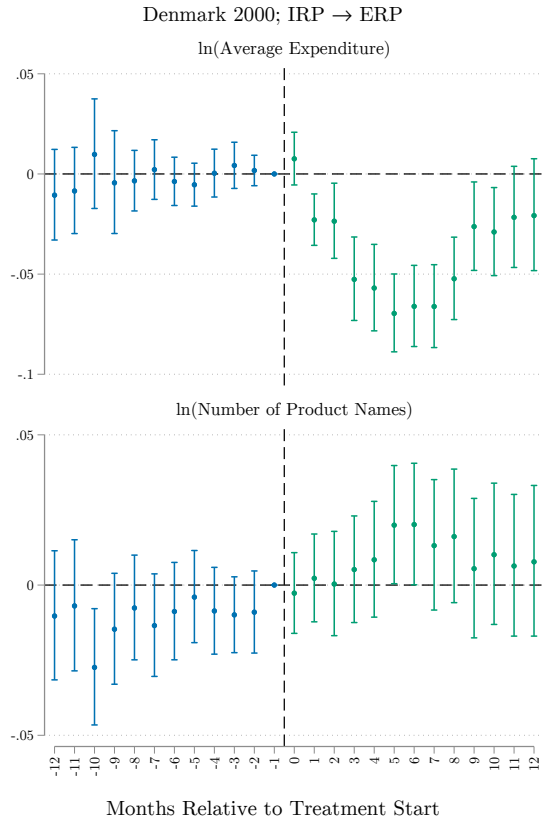 Denmark 2000; IRP → ERP
ln(Average Expenditure)
.05
0
-.05
-.1
ln(Number of Product Names)
.05
0
-.05
-12 -11 -10 -9 -8 -7 -6 -5 -4 -3 -2 -1 0 1 2 3 4 5 6 7 8 9 10 11 12
Months Relative to Treatment Start